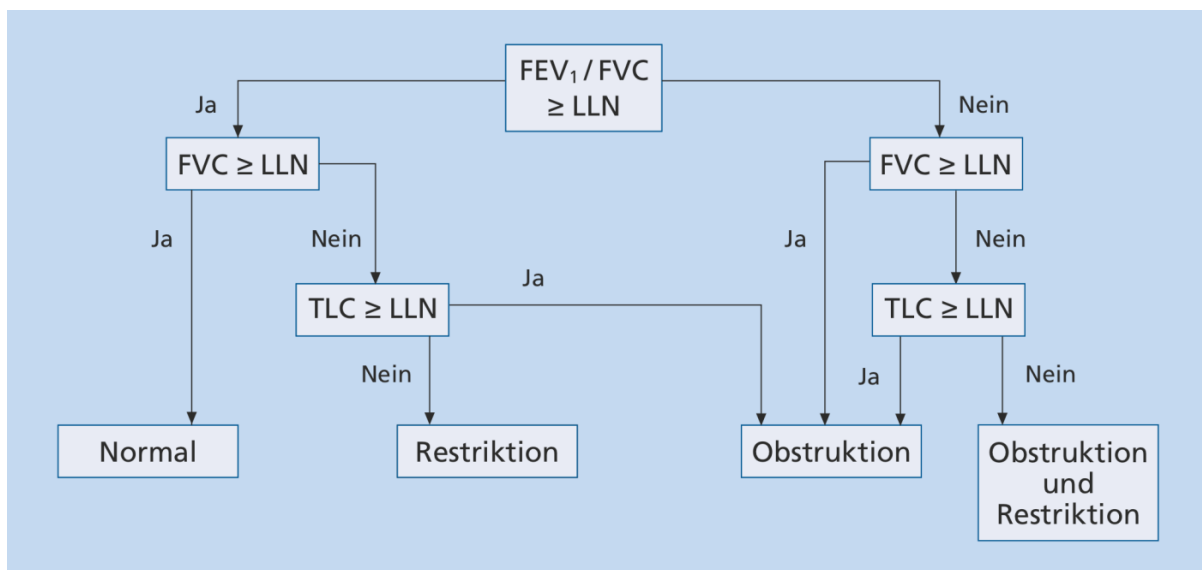 FEV₁ / FVC
≥ LLN
Ja
Nein
FVC ≥ LLN
FVC ≥ LLN
Ja
Nein
Ja
Nein
TLC ≥ LLN
Ja
TLC ≥ LLN
Nein
Ja
Nein
Normal
Restriktion
Obstruktion
Obstruktion
und
Restriktion